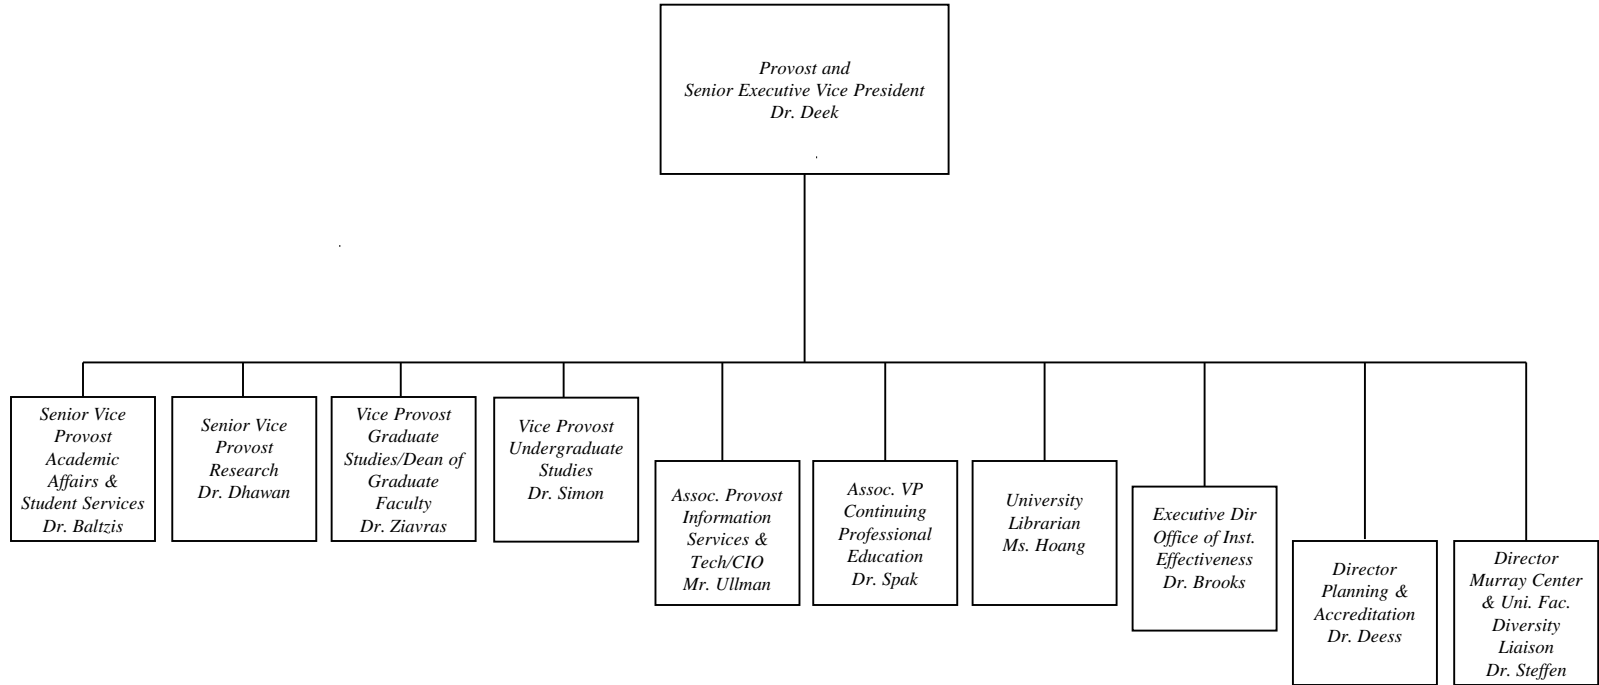 Provost and
Senior Executive Vice President
Dr. Deek
Senior Vice
Provost
Academic
Affairs &
Student Services
Dr. Baltzis
Senior Vice
Provost
Research
Dr. Dhawan
Vice Provost
Graduate
Studies/Dean of
Graduate
Faculty
Dr. Ziavras
Vice Provost
Undergraduate
Studies
Dr. Simon
Assoc. Provost
Information
Services &
Tech/CIO
Mr. Ullman
Assoc. VP
Continuing
Professional
Education
Dr. Spak
University
Librarian
Ms. Hoang
Executive Dir
Office of Inst.
Effectiveness
Dr. Brooks
Director
Planning &
Accreditation
Dr. Deess
Director
Murray Center
& Uni. Fac.
Diversity
Liaison
Dr. Steffen